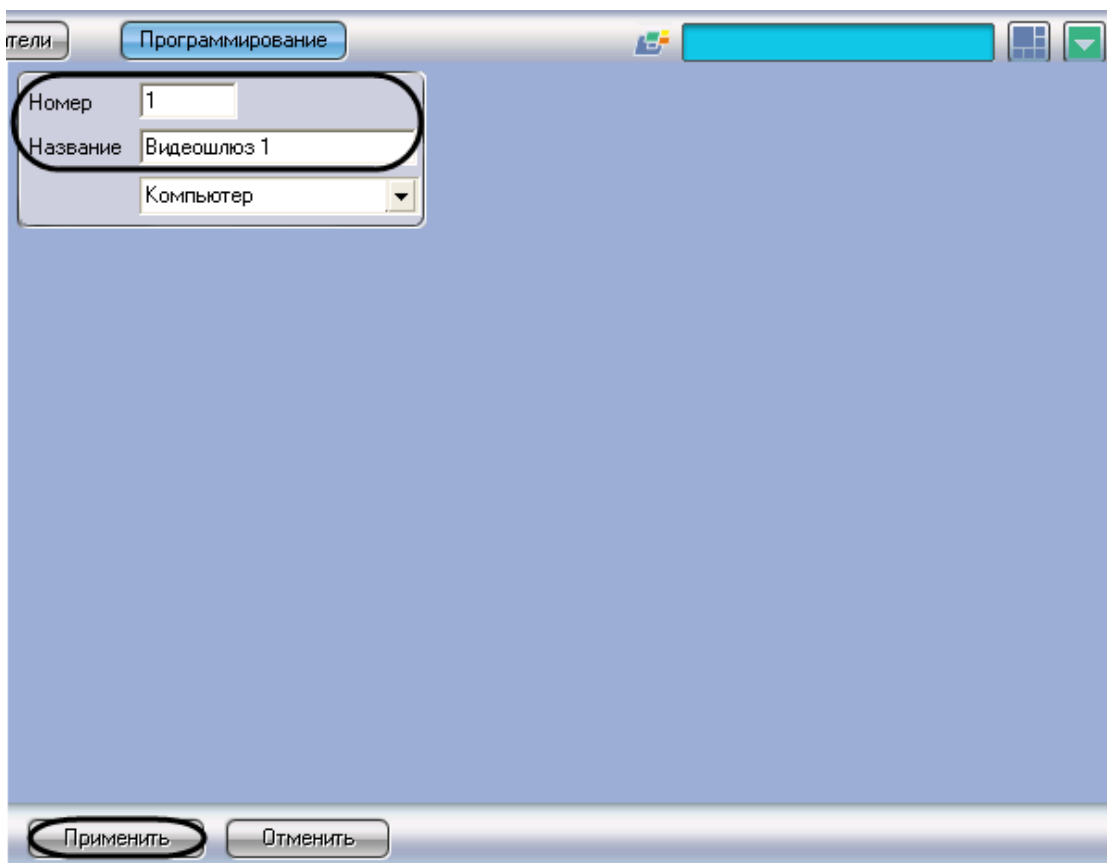 тели Программирование
Номер 1
Название Видеошлюз 1
Компьютер
Применить Отменить